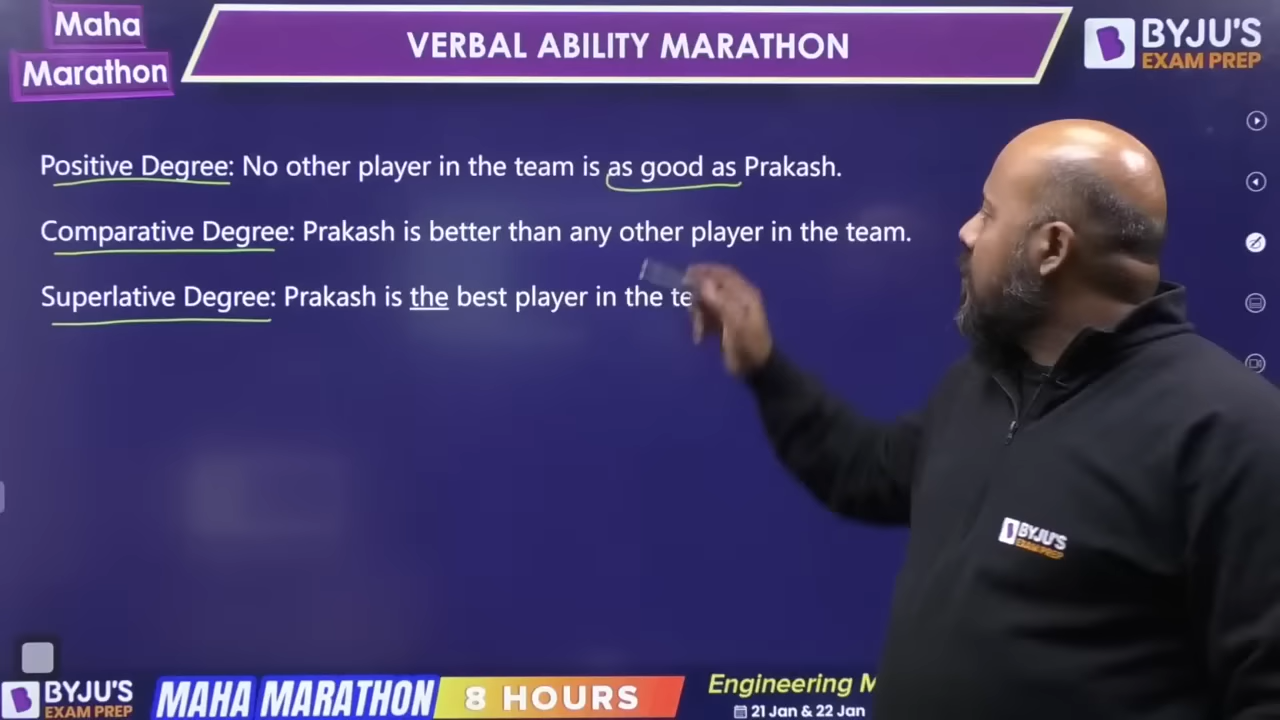 Maha
Marathon
VERBAL ABILITY MARATHON
BYJU'S
EXAM PREP
Positive Degree: No other player in the team is as good as Prakash.
Comparative Degree: Prakash is better than any other player in the team.
Superlative Degree: Prakash is the best player in the te
BYJU'S
EXAM PREP
BYJU'S
EXAM PREP
MAHA MARATHON
8 HOURS
Engineering M
21 Jan & 22 Jan